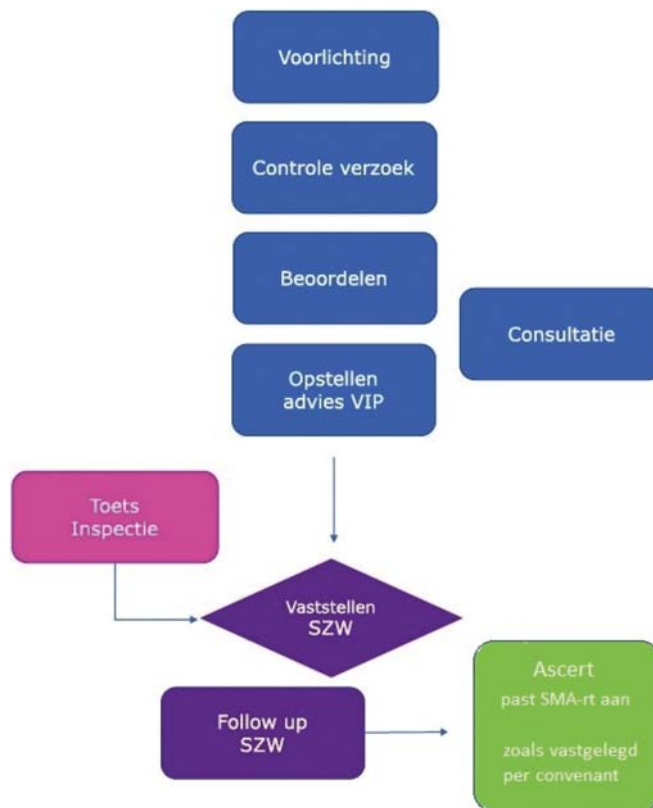 Voorlichting
Controle verzoek
Beoordelen
Consultatie
Opstellen
advies VIP
Toets
Inspectie
Vaststellen
SZW
Follow up
SZW
Ascert
past SMA-rt aan
zoals vastgelegd
per convenant